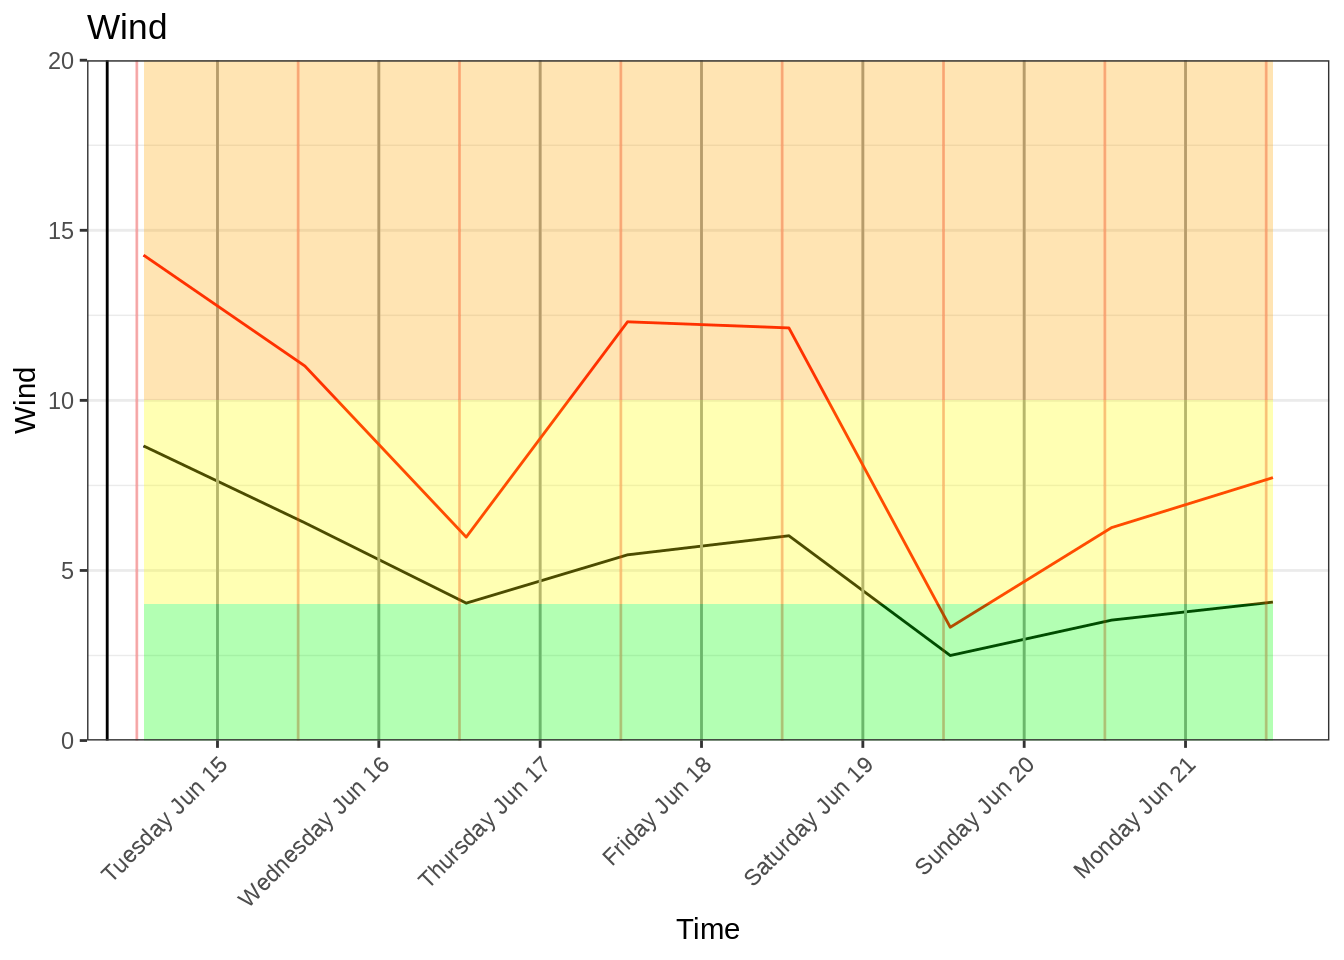 Wind
20
15
10
5
0
Wind
Tuesday Jun 15
Wednesday Jun 16
Thursday Jun 17
Friday Jun 18
Saturday Jun 19
Sunday Jun 20
Monday Jun 21
Time